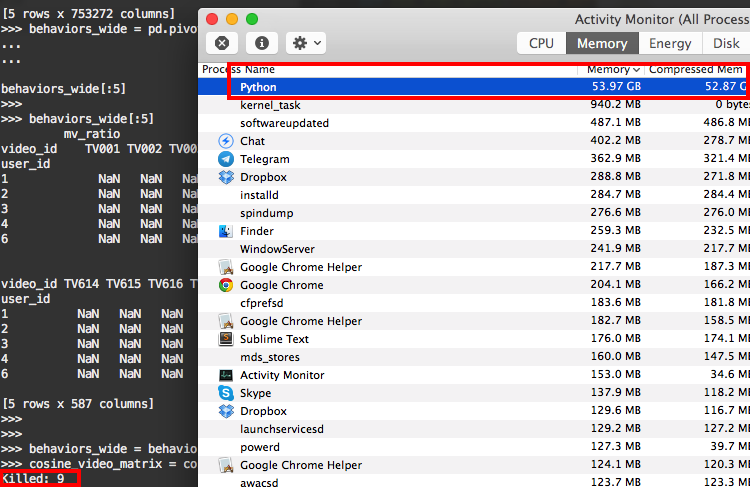 [5 rows x 753272 columns]
>>> behaviors_wide = pd.pivo
...
...
behaviors_wide[:5]
>>>
>>> behaviors_wide[:5]
mv_ratio
video_id TV001 TV002 TV00
user_id
1 NaN NaN NaN
2 NaN NaN NaN
3 NaN NaN NaN
4 NaN NaN NaN
6 NaN NaN NaN
video_id TV614 TV615 TV616 T
user_id
1 NaN NaN NaN
2 NaN NaN NaN
3 NaN NaN NaN
4 NaN NaN NaN
6 NaN NaN NaN
[5 rows x 587 columns]
>>>
>>>
>>> behaviors_wide = behavio
>>> cosine_video_matrix = co
Killed: 9
Activity Monitor (All Process
CPU Memory Energy Disk
Process Name Memory Compressed Mem
Python 53.97 GB 52.87 G
kernel_task 940.2 MB 0 byte
softwareupdated 487.1 MB 486.8 M
Chat 402.2 MB 278.7 M
Telegram 362.9 MB 321.4 M
Dropbox 288.8 MB 271.8 M
installd 284.7 MB 284.4 M
spindump 276.6 MB 276.0 M
Finder 259.3 MB 232.5 M
WindowServer 241.9 MB 217.7 M
Google Chrome Helper 217.7 MB 187.3 M
Google Chrome 204.1 MB 166.2 M
cfprefsd 183.6 MB 181.8 M
Google Chrome Helper 182.7 MB 158.5 M
Sublime Text 176.0 MB 174.1 M
mds_stores 160.0 MB 147.5 M
Activity Monitor 153.0 MB 34.6 M
Skype 137.9 MB 118.2 M
Dropbox 129.6 MB 116.7 M
launchservicesd 129.2 MB 127.3 M
powerd 127.3 MB 39.7 M
Google Chrome Helper 124.1 MB 120.3 M
awacsd 123.5 MB 123.3 M